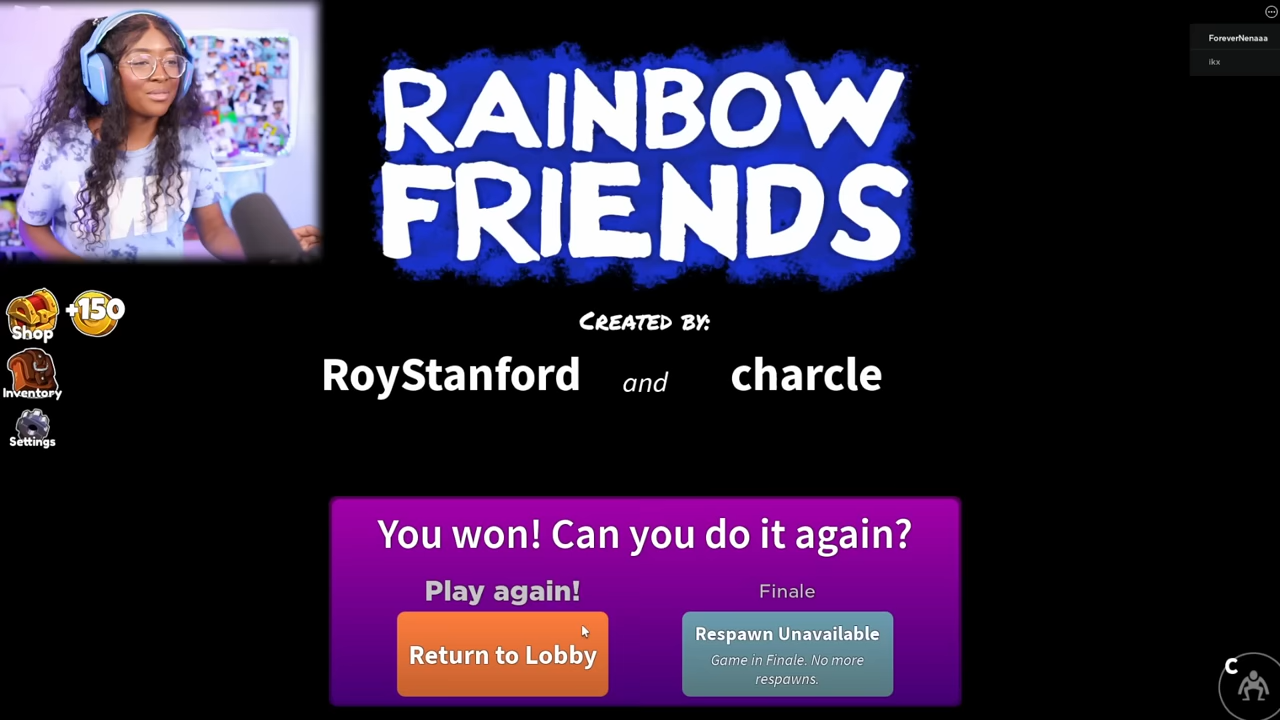 ForeverNenaaa
ikx
RAINBOW
FRIENDS
+150
Shop
CREATED BY:
RoyStanford and charcle
Inventory
Settings
You won! Can you do it again?
Play again!
Finale
Return to Lobby
Respawn Unavailable
Game in Finale. No more
respawns.
C